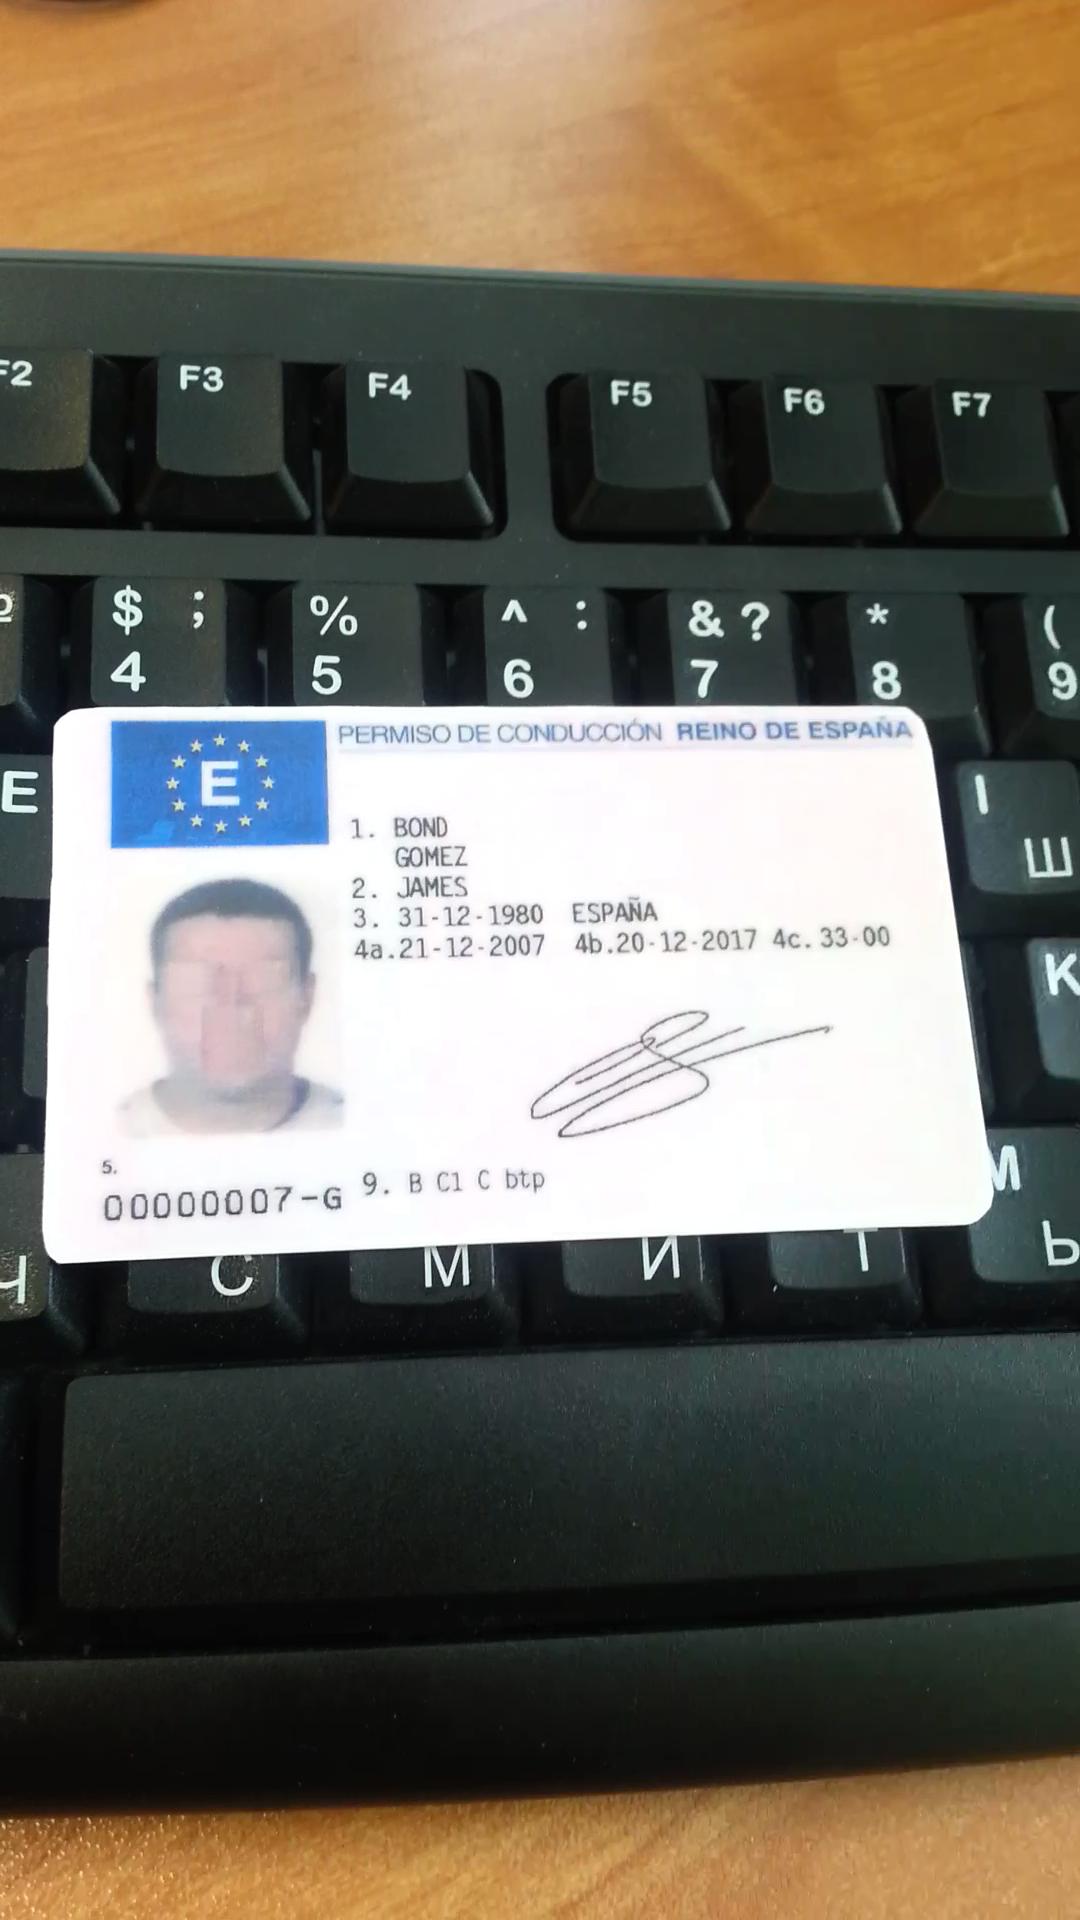 F2 F3 F4 F5 F6 F7
$ ; % ^ : & ? * (
4 5 6 7 8 9
E
E
PERMISO DE CONDUCCIÓN REINO DE ESPAÑA
I
Ш
1. BOND
GOMEZ
2. JAMES
3. 31-12-1980 ESPAÑA
4a.21-12-2007 4b.20-12-2017 4c. 33-00
K
5.
00000007-G 9. B C1 C btp
M
Ч С М И Т Ь